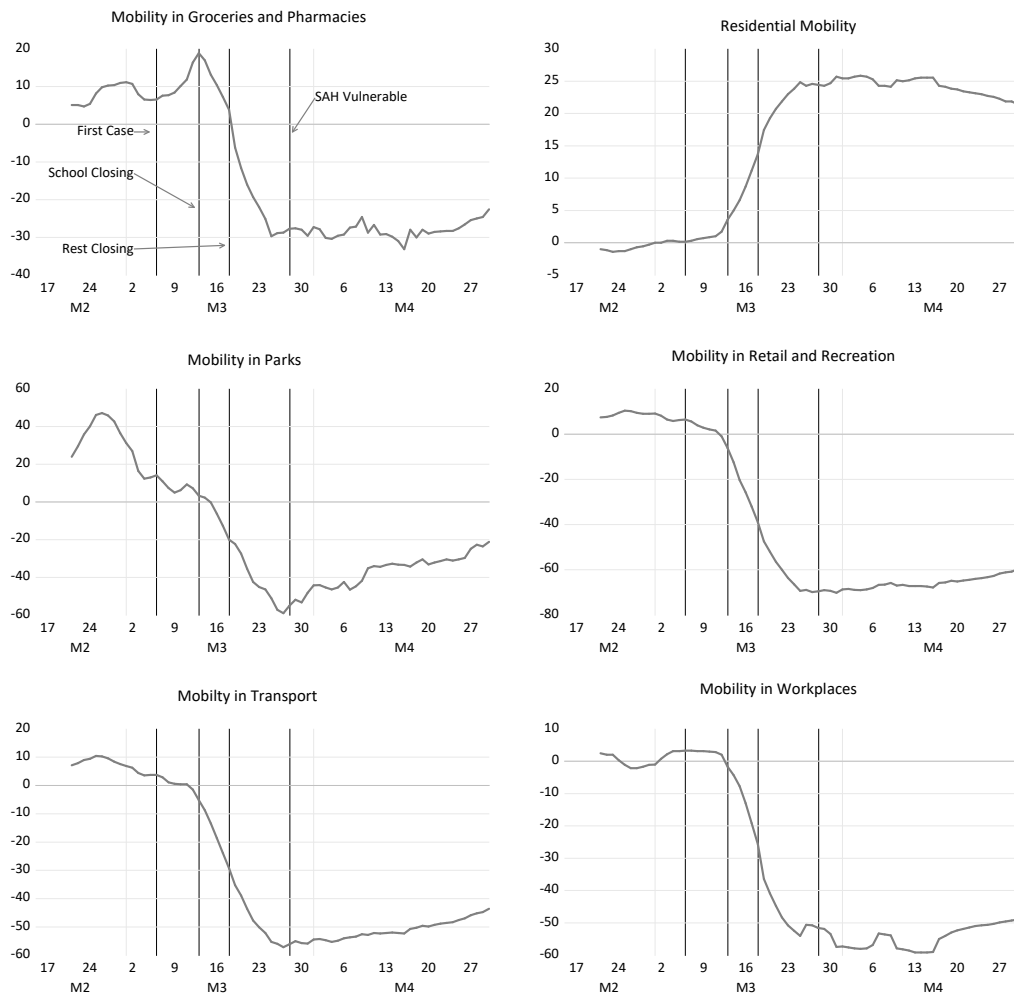 Mobility in Groceries and Pharmacies
20
10
0
-10
-20
-30
-40
First Case
School Closing
Rest Closing
SAH Vulnerable
17 24 2 9 16 23 30 6 13 20 27
M2 M3 M4
Residential Mobility
30
25
20
15
10
5
0
-5
17 24 2 9 16 23 30 6 13 20 27
M2 M3 M4
Mobility in Parks
60
40
20
0
-20
-40
-60
17 24 2 9 16 23 30 6 13 20 27
M2 M3 M4
Mobility in Retail and Recreation
20
0
-20
-40
-60
-80
17 24 2 9 16 23 30 6 13 20 27
M2 M3 M4
Mobilty in Transport
20
10
0
-10
-20
-30
-40
-50
-60
17 24 2 9 16 23 30 6 13 20 27
M2 M3 M4
Mobility in Workplaces
10
0
-10
-20
-30
-40
-50
-60
17 24 2 9 16 23 30 6 13 20 27
M2 M3 M4